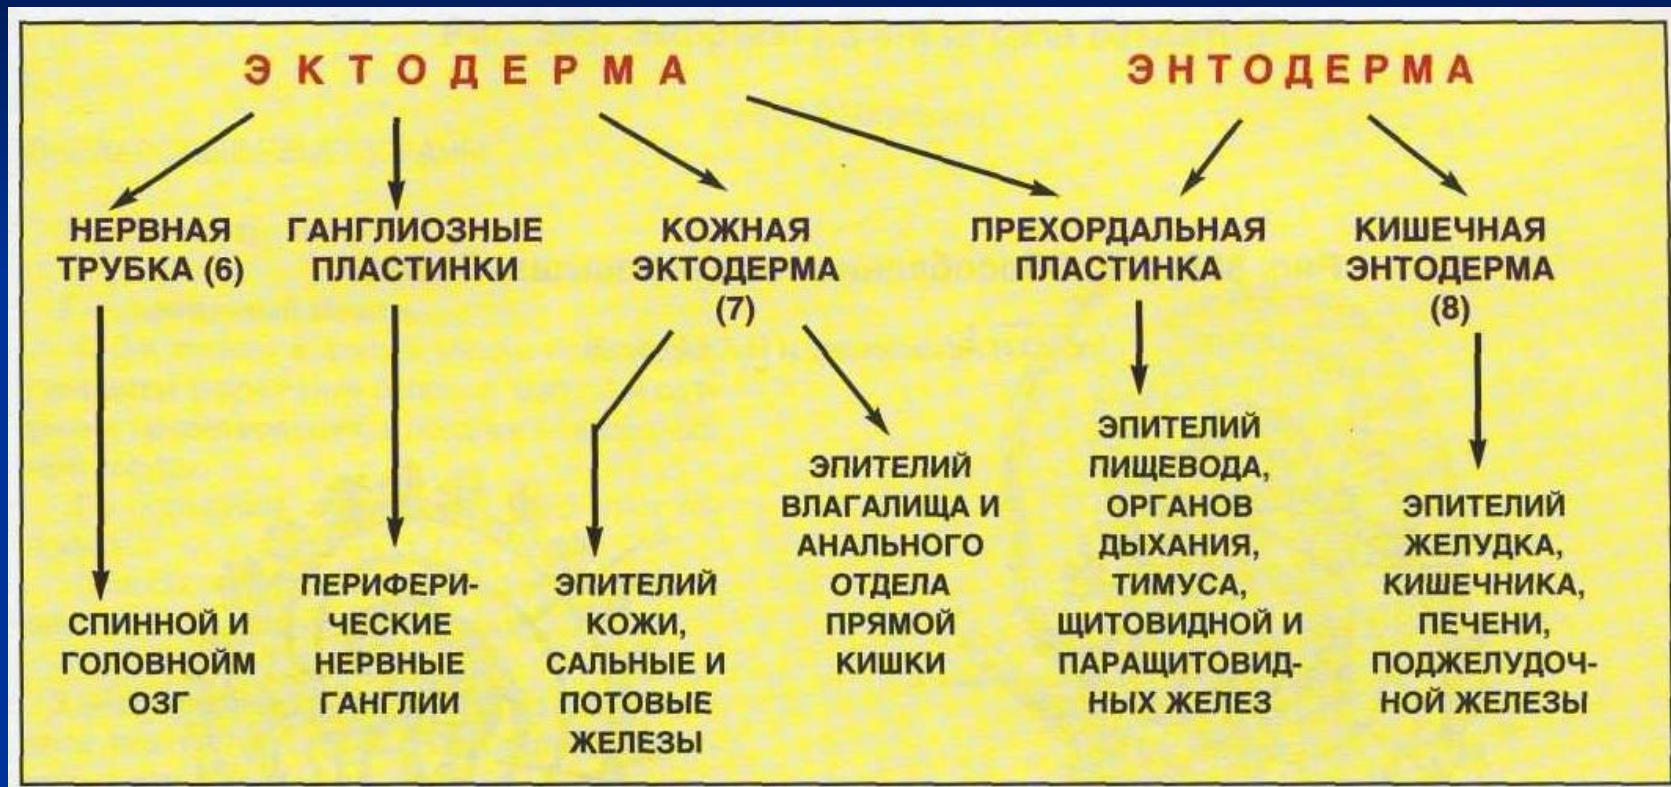 ЭКТОДЕРМА
ЭНТОДЕРМА
НЕРВНАЯ
ТРУБКА (6)
ГАНГЛИОЗНЫЕ
ПЛАСТИНКИ
КОЖНАЯ
ЭКТОДЕРМА
(7)
ПРЕХОРДАЛЬНАЯ
ПЛАСТИНКА
КИШЕЧНАЯ
ЭНТОДЕРМА
(8)
СПИННОЙ И
ГОЛОВНОЙМ
ОЗГ
ПЕРИФЕРИ-
ЧЕСКИЕ
НЕРВНЫЕ
ГАНГЛИИ
ЭПИТЕЛИЙ
КОЖИ,
САЛЬНЫЕ И
ПОТОВЫЕ
ЖЕЛЕЗЫ
ЭПИТЕЛИЙ
ВЛАГАЛИЩА И
АНАЛЬНОГО
ОТДЕЛА
ПРЯМОЙ
КИШКИ
ЭПИТЕЛИЙ
ПИЩЕВОДА,
ОРГАНОВ
ДЫХАНИЯ,
ТИМУСА,
ЩИТОВИДНОЙ И
ПАРАЩИТОВИД-
НЫХ ЖЕЛЕЗ
ЭПИТЕЛИЙ
ЖЕЛУДКА,
КИШЕЧНИКА,
ПЕЧЕНИ,
ПОДЖЕЛУДОЧ-
НОЙ ЖЕЛЕЗЫ